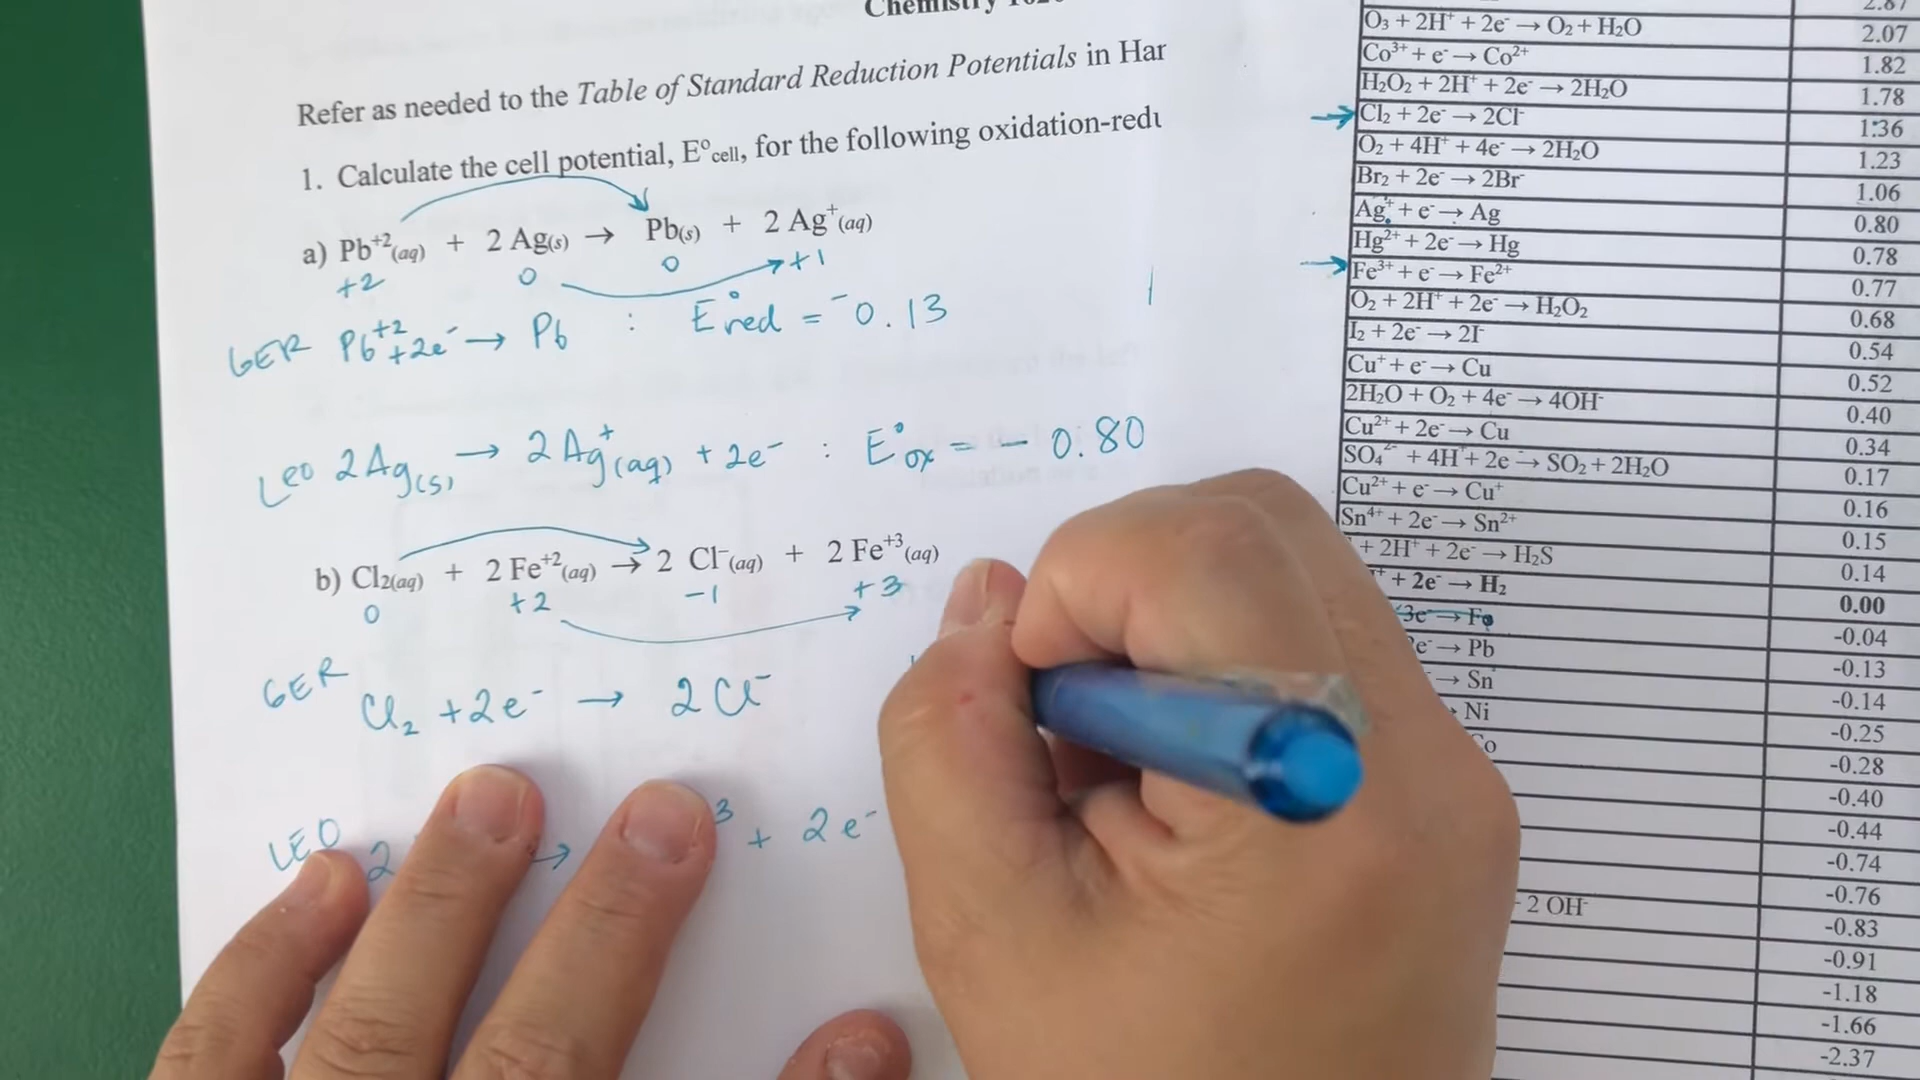 Chemistry
Refer as needed to the Table of Standard Reduction Potentials in Har
1. Calculate the cell potential, E°cell, for the following oxidation-redu
a) Pb⁺²(aq) + 2 Ag(s) → Pb(s) + 2 Ag⁺(aq)
+2 0 0 +1
GER Pb⁺² +2e⁻ → Pb : E°red = ⁻0.13
LEO 2Ag(s) → 2Ag⁺(aq) + 2e⁻ : E°ox = - 0.80
b) Cl₂(aq) + 2 Fe⁺²(aq) → 2 Cl⁻(aq) + 2 Fe⁺³(aq)
0 +2 -1 +3
GER Cl₂ +2e⁻ → 2Cl⁻
LEO 2 → 3 + 2e⁻
2.87
O₃ + 2H⁺ + 2e⁻ → O₂ + H₂O 2.07
Co³⁺ + e⁻ → Co²⁺ 1.82
H₂O₂ + 2H⁺ + 2e⁻ → 2H₂O 1.78
Cl₂ + 2e⁻ → 2Cl⁻ 1.36
O₂ + 4H⁺ + 4e⁻ → 2H₂O 1.23
Br₂ + 2e⁻ → 2Br⁻ 1.06
Ag⁺ + e⁻ → Ag 0.80
Hg²⁺ + 2e⁻ → Hg 0.78
Fe³⁺ + e⁻ → Fe²⁺ 0.77
O₂ + 2H⁺ + 2e⁻ → H₂O₂ 0.68
I₂ + 2e⁻ → 2I⁻ 0.54
Cu⁺ + e⁻ → Cu 0.52
2H₂O + O₂ + 4e⁻ → 4OH⁻ 0.40
Cu²⁺ + 2e⁻ → Cu 0.34
SO₄²⁻ + 4H⁺ + 2e⁻ → SO₂ + 2H₂O 0.17
Cu²⁺ + e⁻ → Cu⁺ 0.16
Sn⁴⁺ + 2e⁻ → Sn²⁺ 0.15
+ 2H⁺ + 2e⁻ → H₂S 0.14
⁺ + 2e⁻ → H₂ 0.00
3e⁻ → Fe -0.04
e⁻ → Pb -0.13
→ Sn -0.14
Ni -0.25
Co -0.28
-0.40
-0.44
-0.74
-0.76
2 OH⁻ -0.83
-0.91
-1.18
-1.66
-2.37